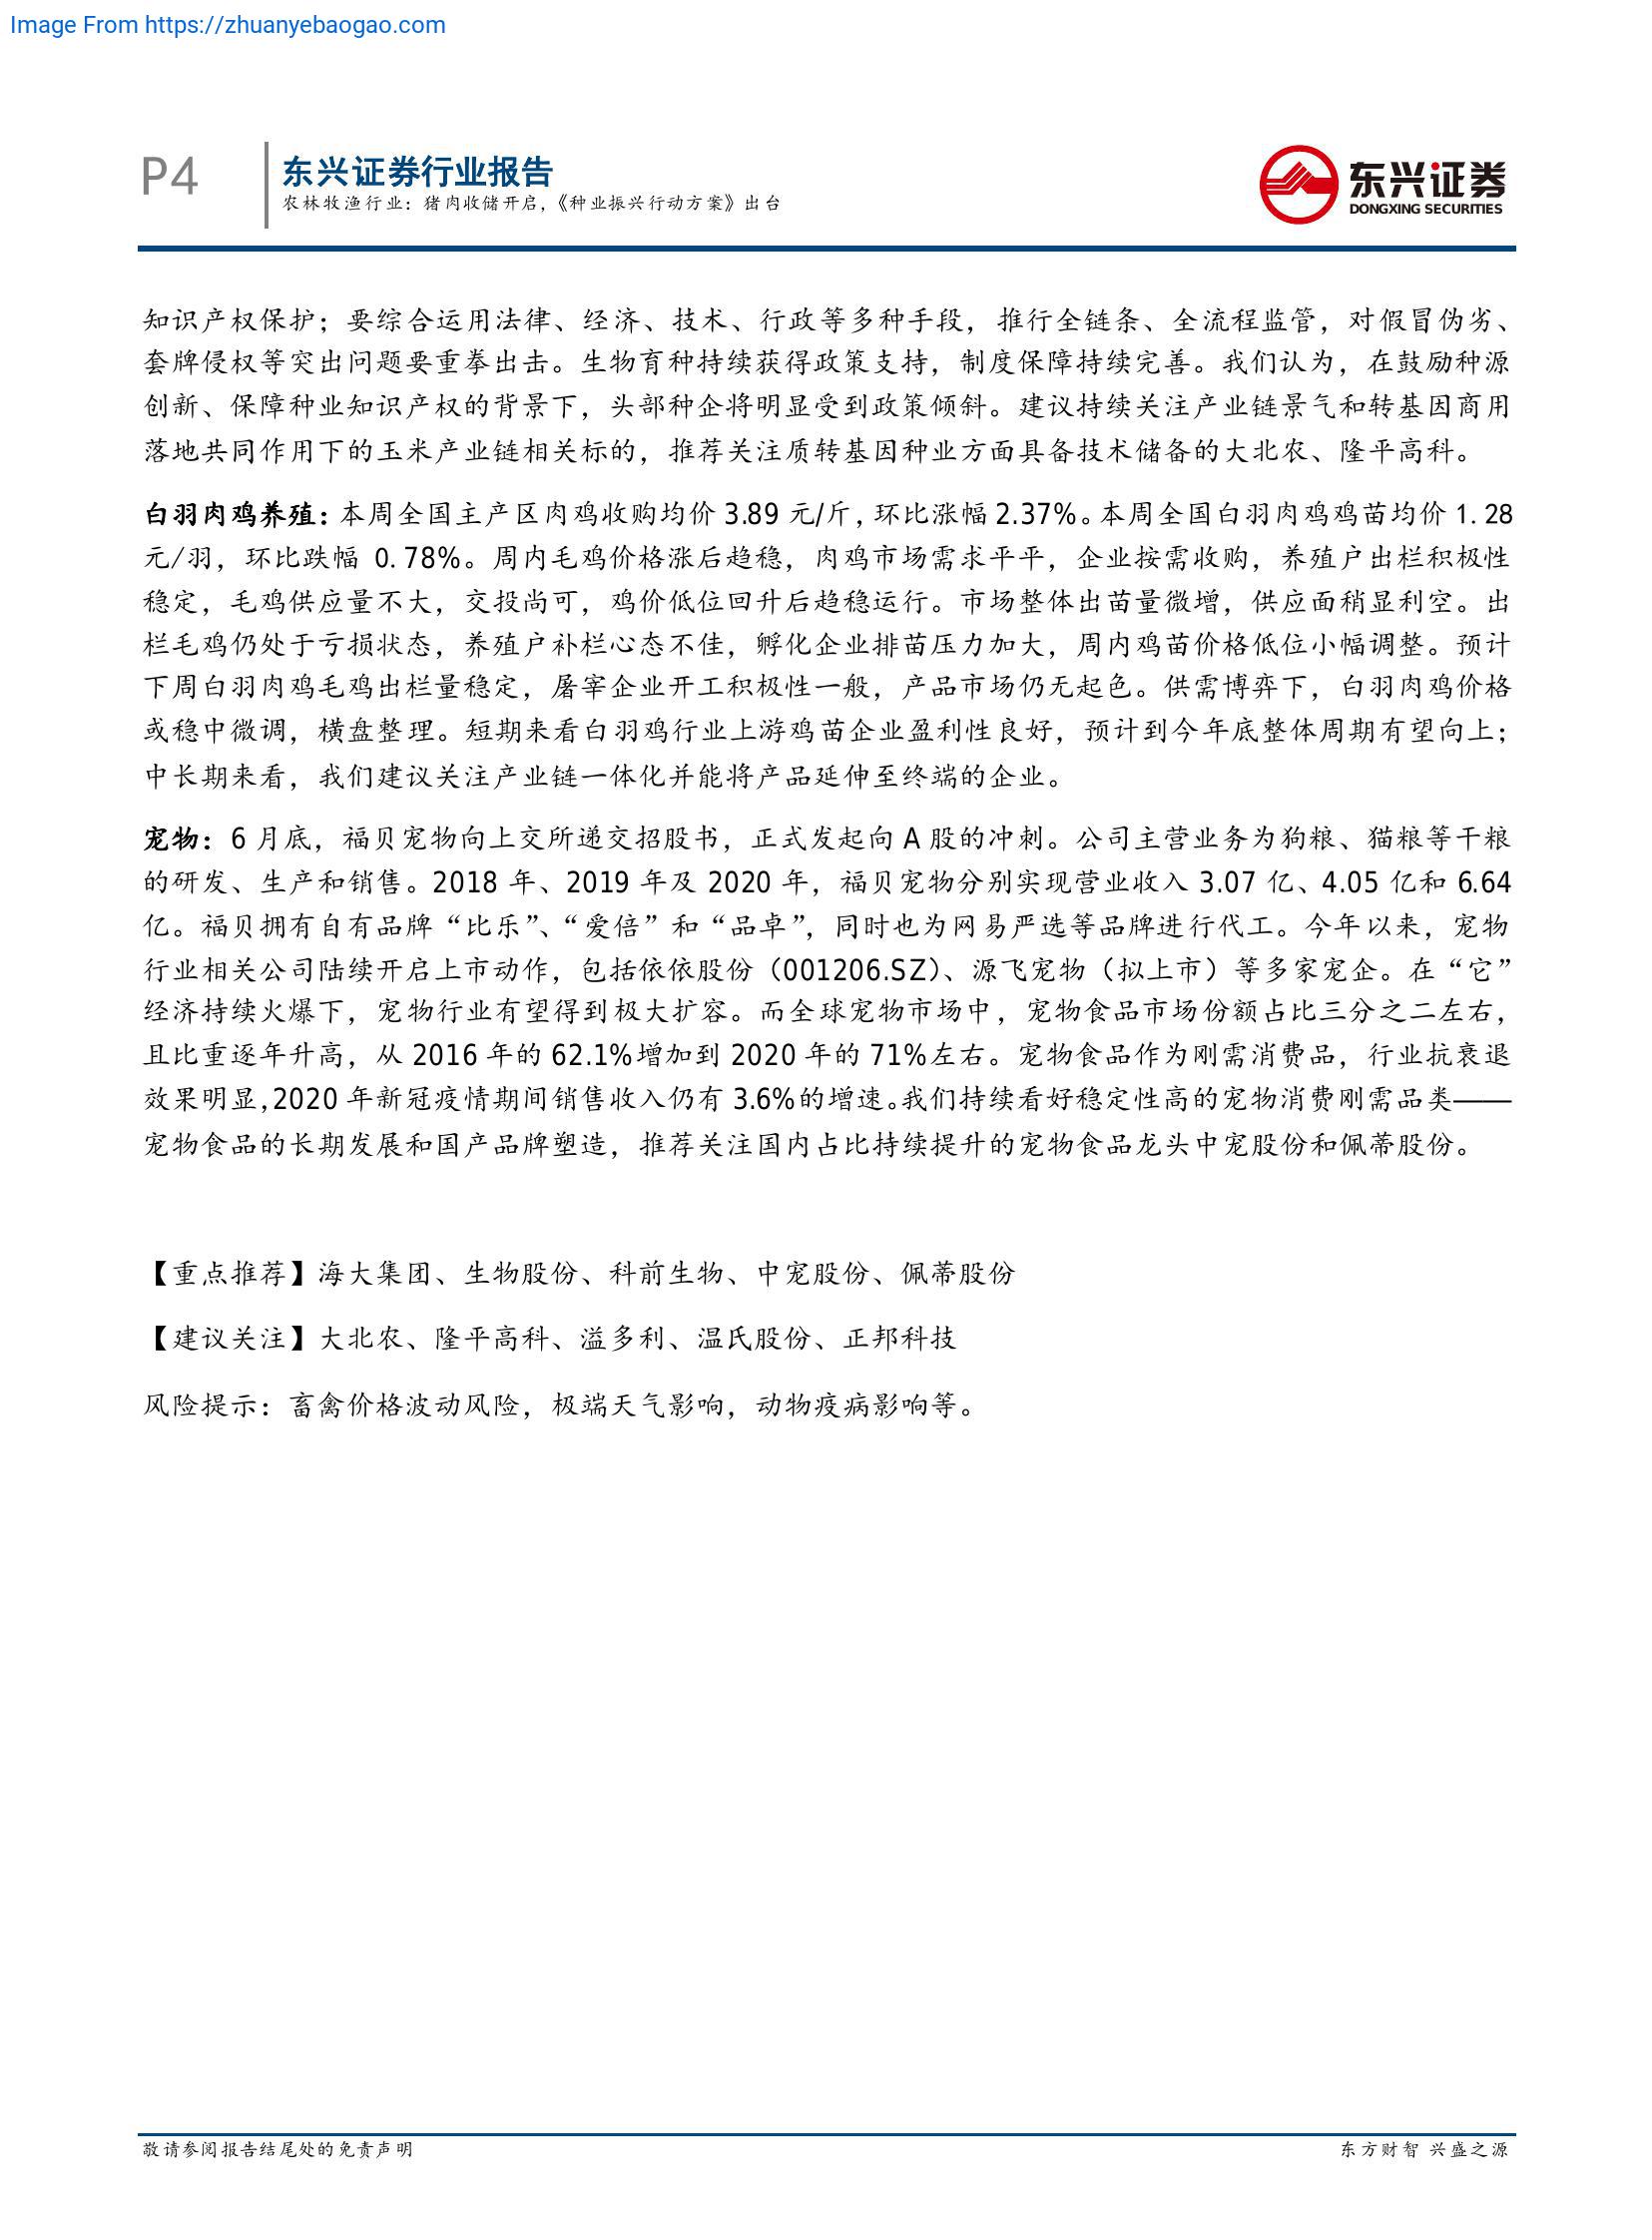 Image From https://zhuanyebaogao.com
P4
东兴证券行业报告
农林牧渔行业：猪肉收储开启，《种业振兴行动方案》出台
东兴证券
DONGXING SECURITIES
知识产权保护；要综合运用法律、经济、技术、行政等多种手段，推行全链条、全流程监管，对假冒伪劣、
套牌侵权等突出问题要重拳出击。生物育种持续获得政策支持，制度保障持续完善。我们认为，在鼓励种源
创新、保障种业知识产权的背景下，头部种企将明显受到政策倾斜。建议持续关注产业链景气和转基因商用
落地共同作用下的玉米产业链相关标的，推荐关注质转基因种业方面具备技术储备的大北农、隆平高科。
白羽肉鸡养殖：本周全国主产区肉鸡收购均价 3.89 元/斤，环比涨幅 2.37%。本周全国白羽肉鸡鸡苗均价 1.28
元/羽，环比跌幅 0.78%。周内毛鸡价格涨后趋稳，肉鸡市场需求平平，企业按需收购，养殖户出栏积极性
稳定，毛鸡供应量不大，交投尚可，鸡价低位回升后趋稳运行。市场整体出苗量微增，供应面稍显利空。出
栏毛鸡仍处于亏损状态，养殖户补栏心态不佳，孵化企业排苗压力加大，周内鸡苗价格低位小幅调整。预计
下周白羽肉鸡毛鸡出栏量稳定，屠宰企业开工积极性一般，产品市场仍无起色。供需博弈下，白羽肉鸡价格
或稳中微调，横盘整理。短期来看白羽鸡行业上游鸡苗企业盈利性良好，预计到今年底整体周期有望向上；
中长期来看，我们建议关注产业链一体化并能将产品延伸至终端的企业。
宠物：6 月底，福贝宠物向上交所递交招股书，正式发起向 A 股的冲刺。公司主营业务为狗粮、猫粮等干粮
的研发、生产和销售。2018 年、2019 年及 2020 年，福贝宠物分别实现营业收入 3.07 亿、4.05 亿和 6.64
亿。福贝拥有自有品牌“比乐”、“爱倍”和“品卓”，同时也为网易严选等品牌进行代工。今年以来，宠物
行业相关公司陆续开启上市动作，包括依依股份（001206.SZ）、源飞宠物（拟上市）等多家宠企。在“它”
经济持续火爆下，宠物行业有望得到极大扩容。而全球宠物市场中，宠物食品市场份额占比三分之二左右，
且比重逐年升高，从 2016 年的 62.1%增加到 2020 年的 71%左右。宠物食品作为刚需消费品，行业抗衰退
效果明显，2020 年新冠疫情期间销售收入仍有 3.6%的增速。我们持续看好稳定性高的宠物消费刚需品类——
宠物食品的长期发展和国产品牌塑造，推荐关注国内占比持续提升的宠物食品龙头中宠股份和佩蒂股份。
【重点推荐】海大集团、生物股份、科前生物、中宠股份、佩蒂股份
【建议关注】大北农、隆平高科、溢多利、温氏股份、正邦科技
风险提示：畜禽价格波动风险，极端天气影响，动物疫病影响等。
敬请参阅报告结尾处的免责声明
东方财智 兴盛之源